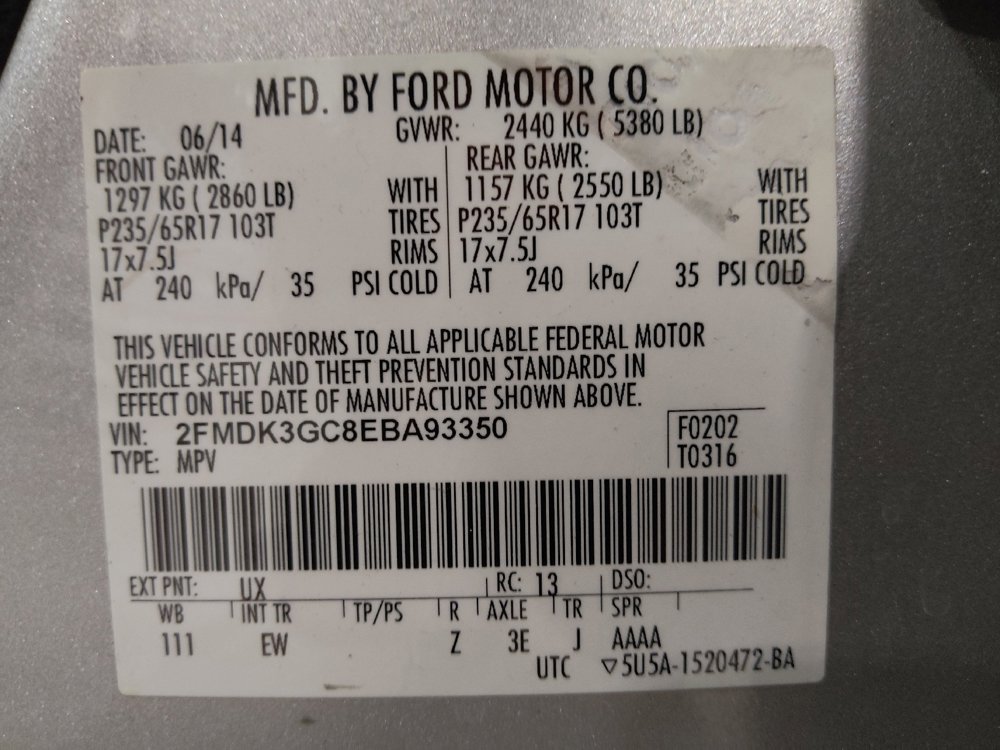 MFD. BY FORD MOTOR CO.
DATE: 06/14 GVWR: 2440 KG ( 5380 LB)
FRONT GAWR: REAR GAWR:
1297 KG ( 2860 LB) WITH 1157 KG ( 2550 LB) WITH
P235/65R17 103T TIRES P235/65R17 103T TIRES
17x7.5J RIMS 17x7.5J RIMS
AT 240 kPa/ 35 PSI COLD AT 240 kPa/ 35 PSI COLD
THIS VEHICLE CONFORMS TO ALL APPLICABLE FEDERAL MOTOR
VEHICLE SAFETY AND THEFT PREVENTION STANDARDS IN
EFFECT ON THE DATE OF MANUFACTURE SHOWN ABOVE.
VIN: 2FMDK3GC8EBA93350 F0202
TYPE: MPV T0316
EXT PNT: UX RC: 13 DSO:
WB INT TR TP/PS R AXLE TR SPR
111 EW Z 3E J AAAA
UTC ▽5U5A-1520472-BA